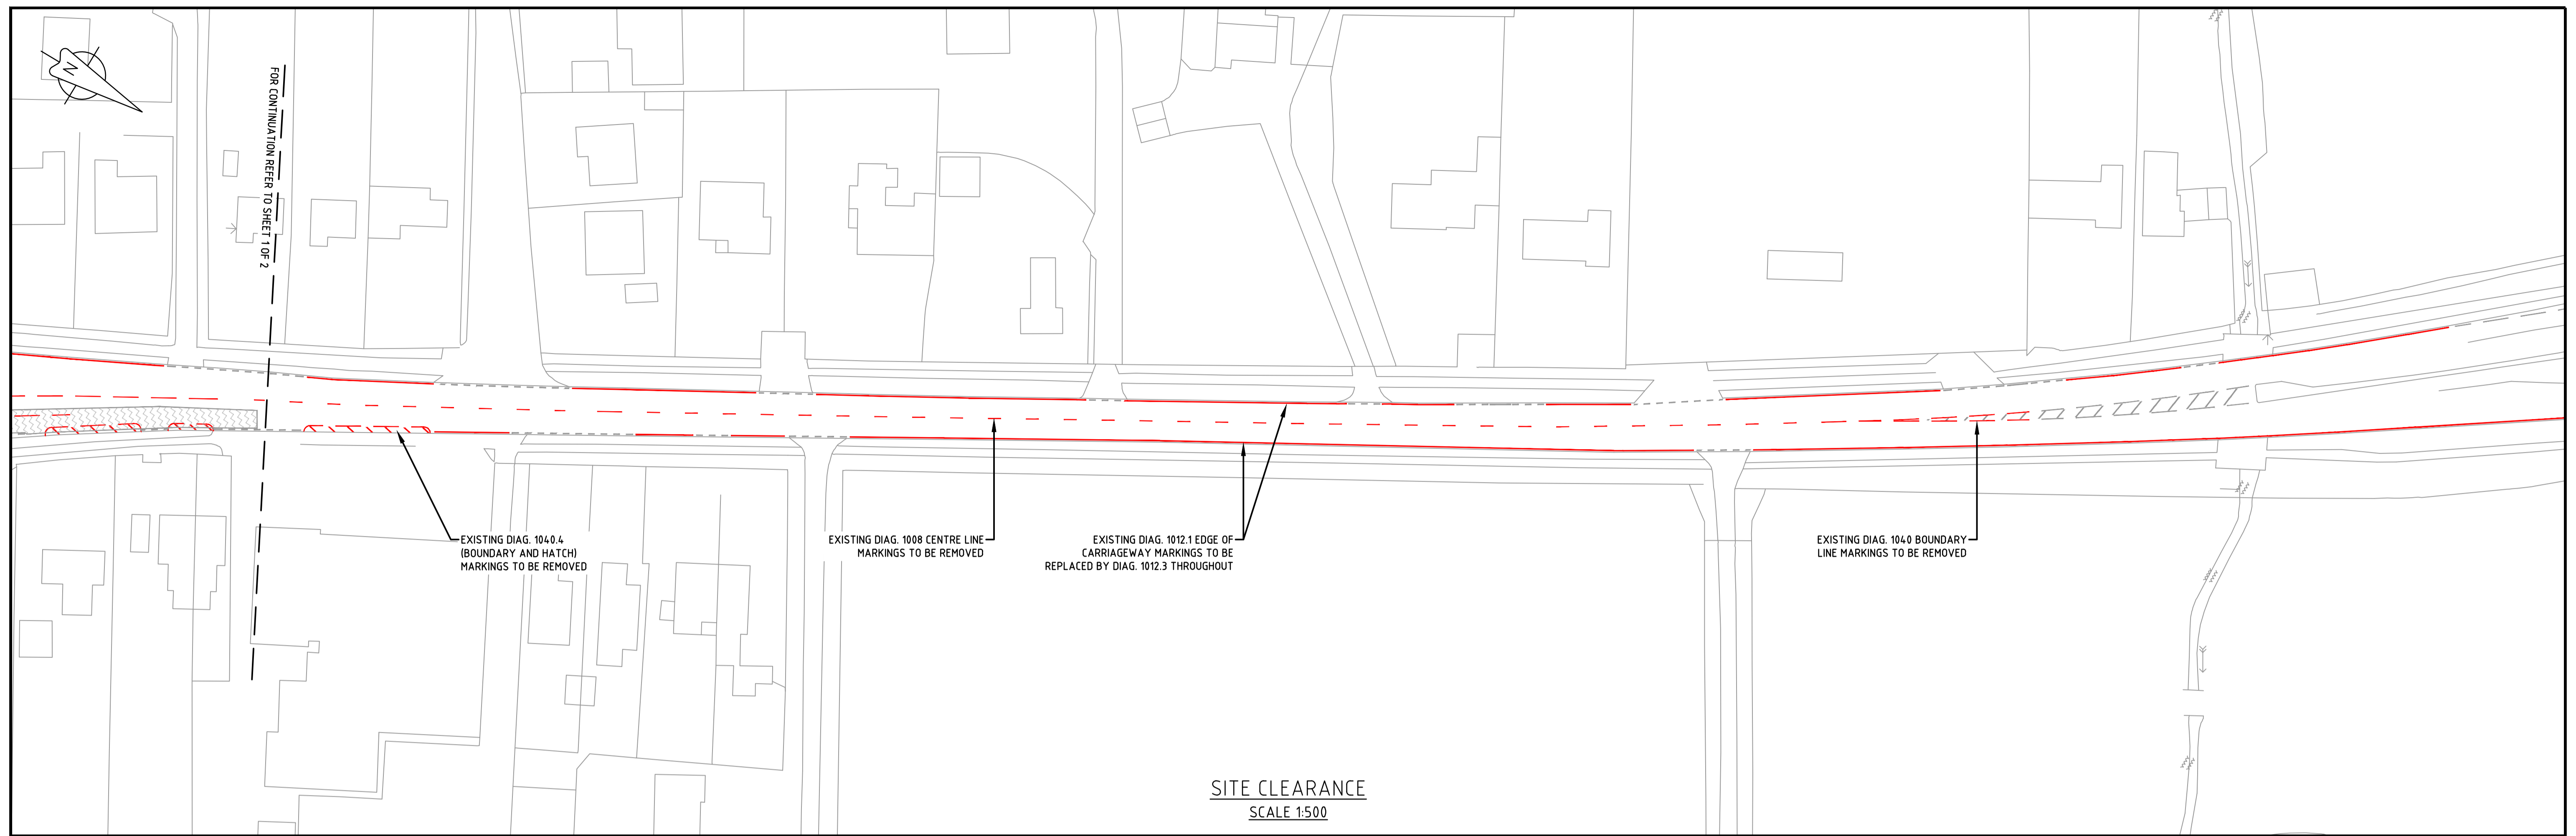 N
FOR CONTINUATION REFER TO SHEET 1 OF 2
EXISTING DIAG. 1040.4
(BOUNDARY AND HATCH)
MARKINGS TO BE REMOVED
EXISTING DIAG. 1008 CENTRE LINE
MARKINGS TO BE REMOVED
EXISTING DIAG. 1012.1 EDGE OF
CARRIAGEWAY MARKINGS TO BE
REPLACED BY DIAG. 1012.3 THROUGHOUT
EXISTING DIAG. 1040 BOUNDARY
LINE MARKINGS TO BE REMOVED
SITE CLEARANCE
SCALE 1:500